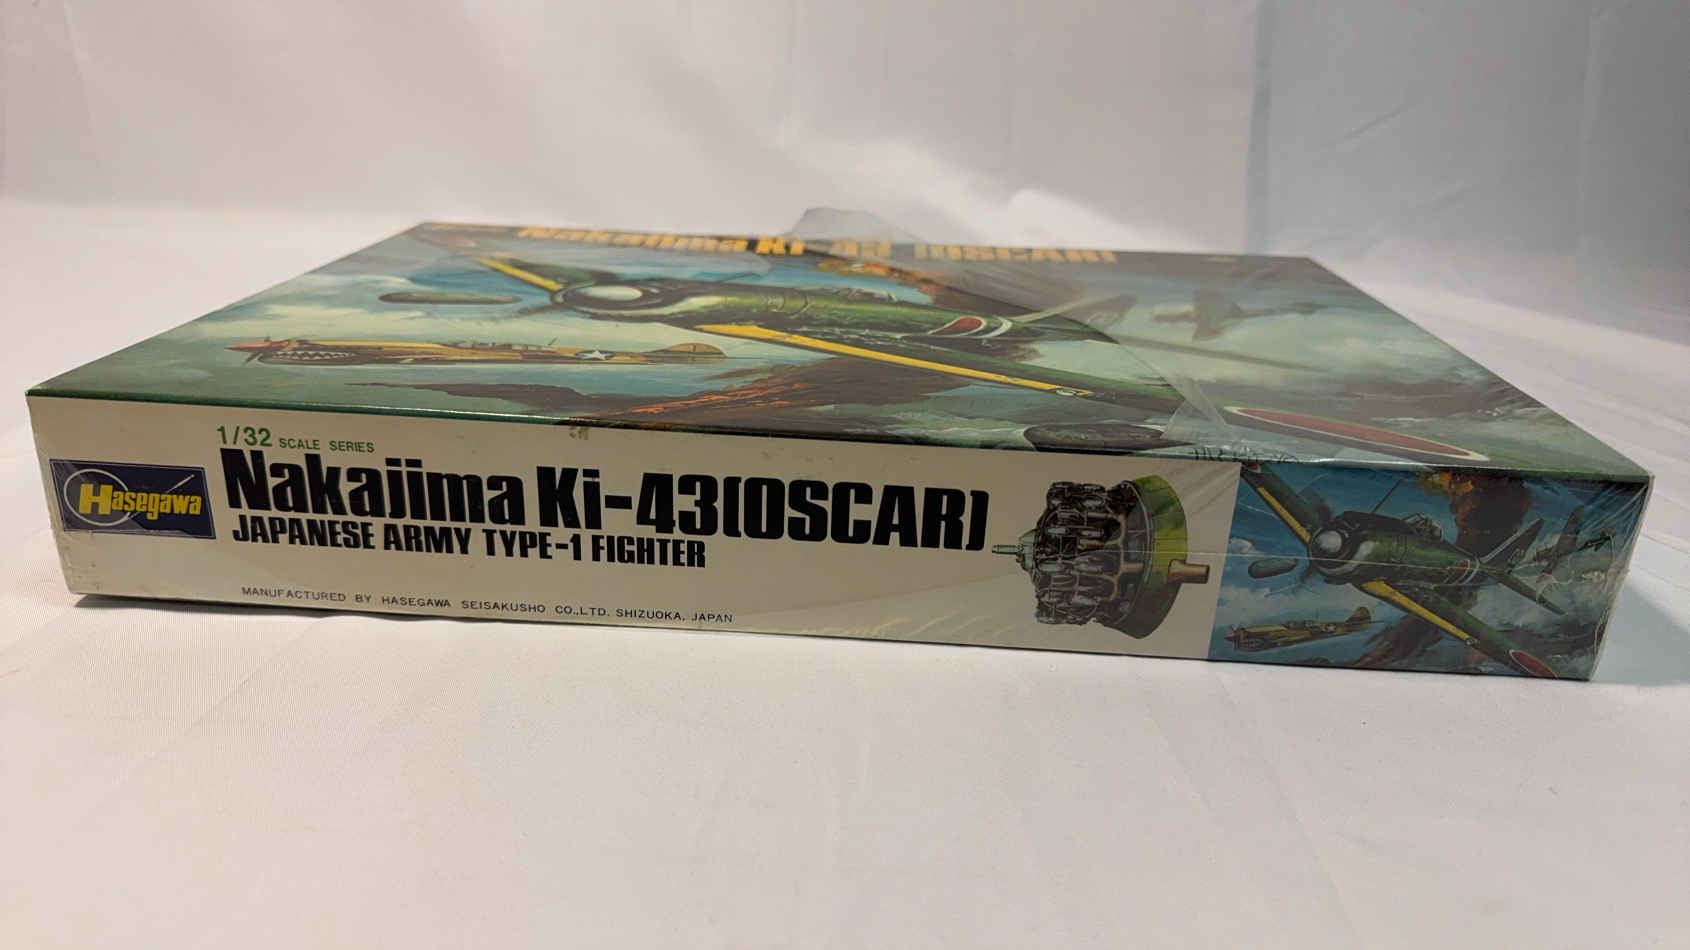 Nakajima Ki-43 [OSCAR]
1/32 SCALE SERIES
Hasegawa
Nakajima Ki-43[OSCAR]
JAPANESE ARMY TYPE-1 FIGHTER
MANUFACTURED BY HASEGAWA SEISAKUSHO CO.,LTD. SHIZUOKA, JAPAN